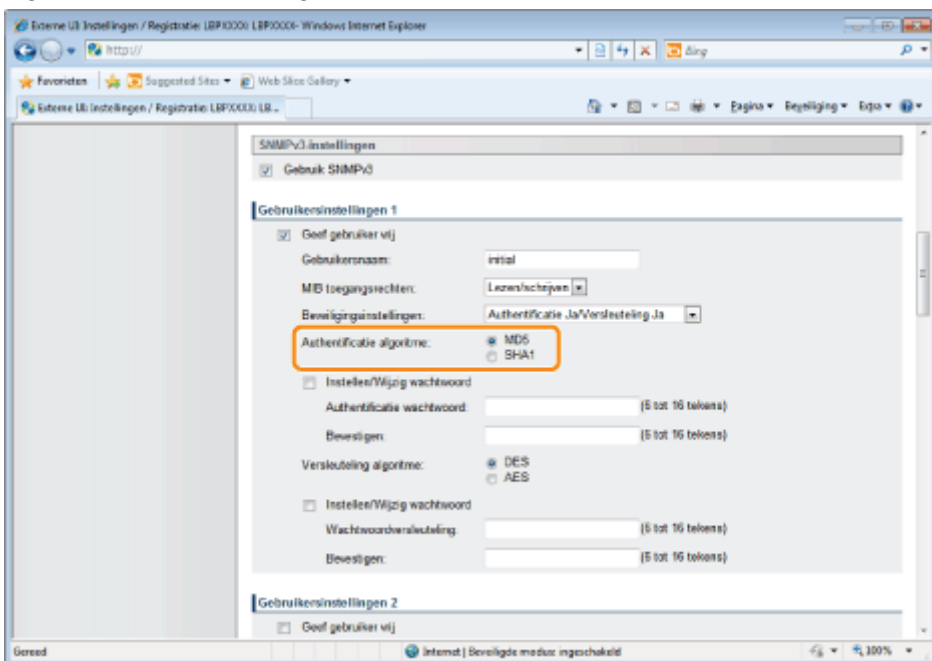 Externe UI: Instellingen / Registratie: LBPXXXX: LBPXXXX- Windows Internet Explorer
http://
Bing
Favorieten Suggested Sites Web Slice Gallery
Externe UI: Instellingen / Registratie: LBPXXXX: LB...
Pagina Beveiliging Extra
SNMPv3-instellingen
Gebruik SNMPv3
Gebruikersinstellingen 1
Geef gebruiker vrij
Gebruikersnaam: initial
MIB toegangsrechten: Lezen/schrijven
Beveiligingsinstellingen: Authentificatie Ja/Versleuteling Ja
Authentificatie algoritme: MD5
SHA1
Instellen/Wijzig wachtwoord
Authentificatie wachtwoord: (6 tot 16 tekens)
Bevestigen: (6 tot 16 tekens)
Versleuteling algoritme: DES
AES
Instellen/Wijzig wachtwoord
Wachtwoordversleuteling: (6 tot 16 tekens)
Bevestigen: (6 tot 16 tekens)
Gebruikersinstellingen 2
Geef gebruiker vrij
Gereed Internet | Beveiligde modus: ingeschakeld 100%